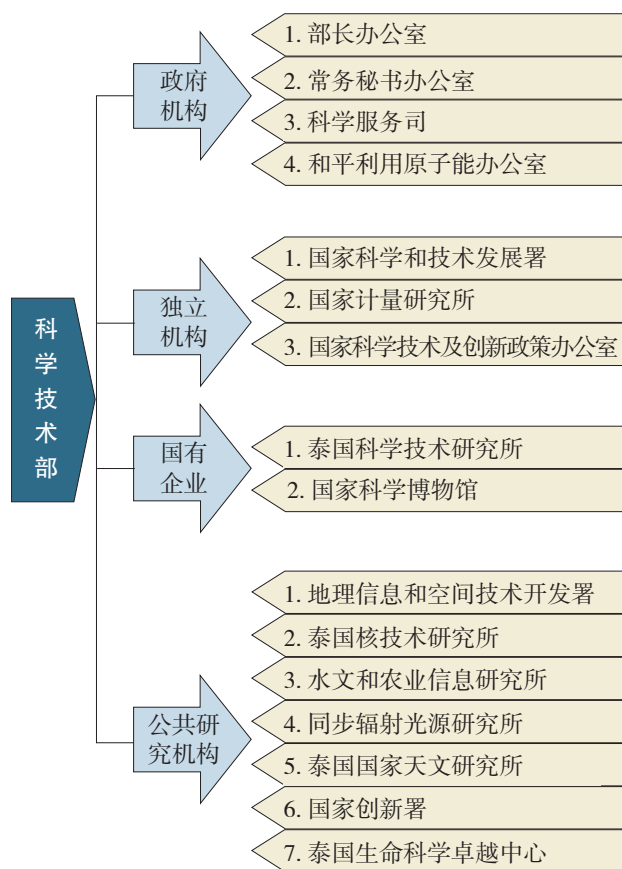 科学技术部
政府
机构
1. 部长办公室
2. 常务秘书办公室
3. 科学服务司
4. 和平利用原子能办公室
独立
机构
1. 国家科学和技术发展署
2. 国家计量研究所
3. 国家科学技术及创新政策办公室
国有
企业
1. 泰国科学技术研究所
2. 国家科学博物馆
公共研
究机构
1. 地理信息和空间技术开发署
2. 泰国核技术研究所
3. 水文和农业信息研究所
4. 同步辐射光源研究所
5. 泰国国家天文研究所
6. 国家创新署
7. 泰国生命科学卓越中心